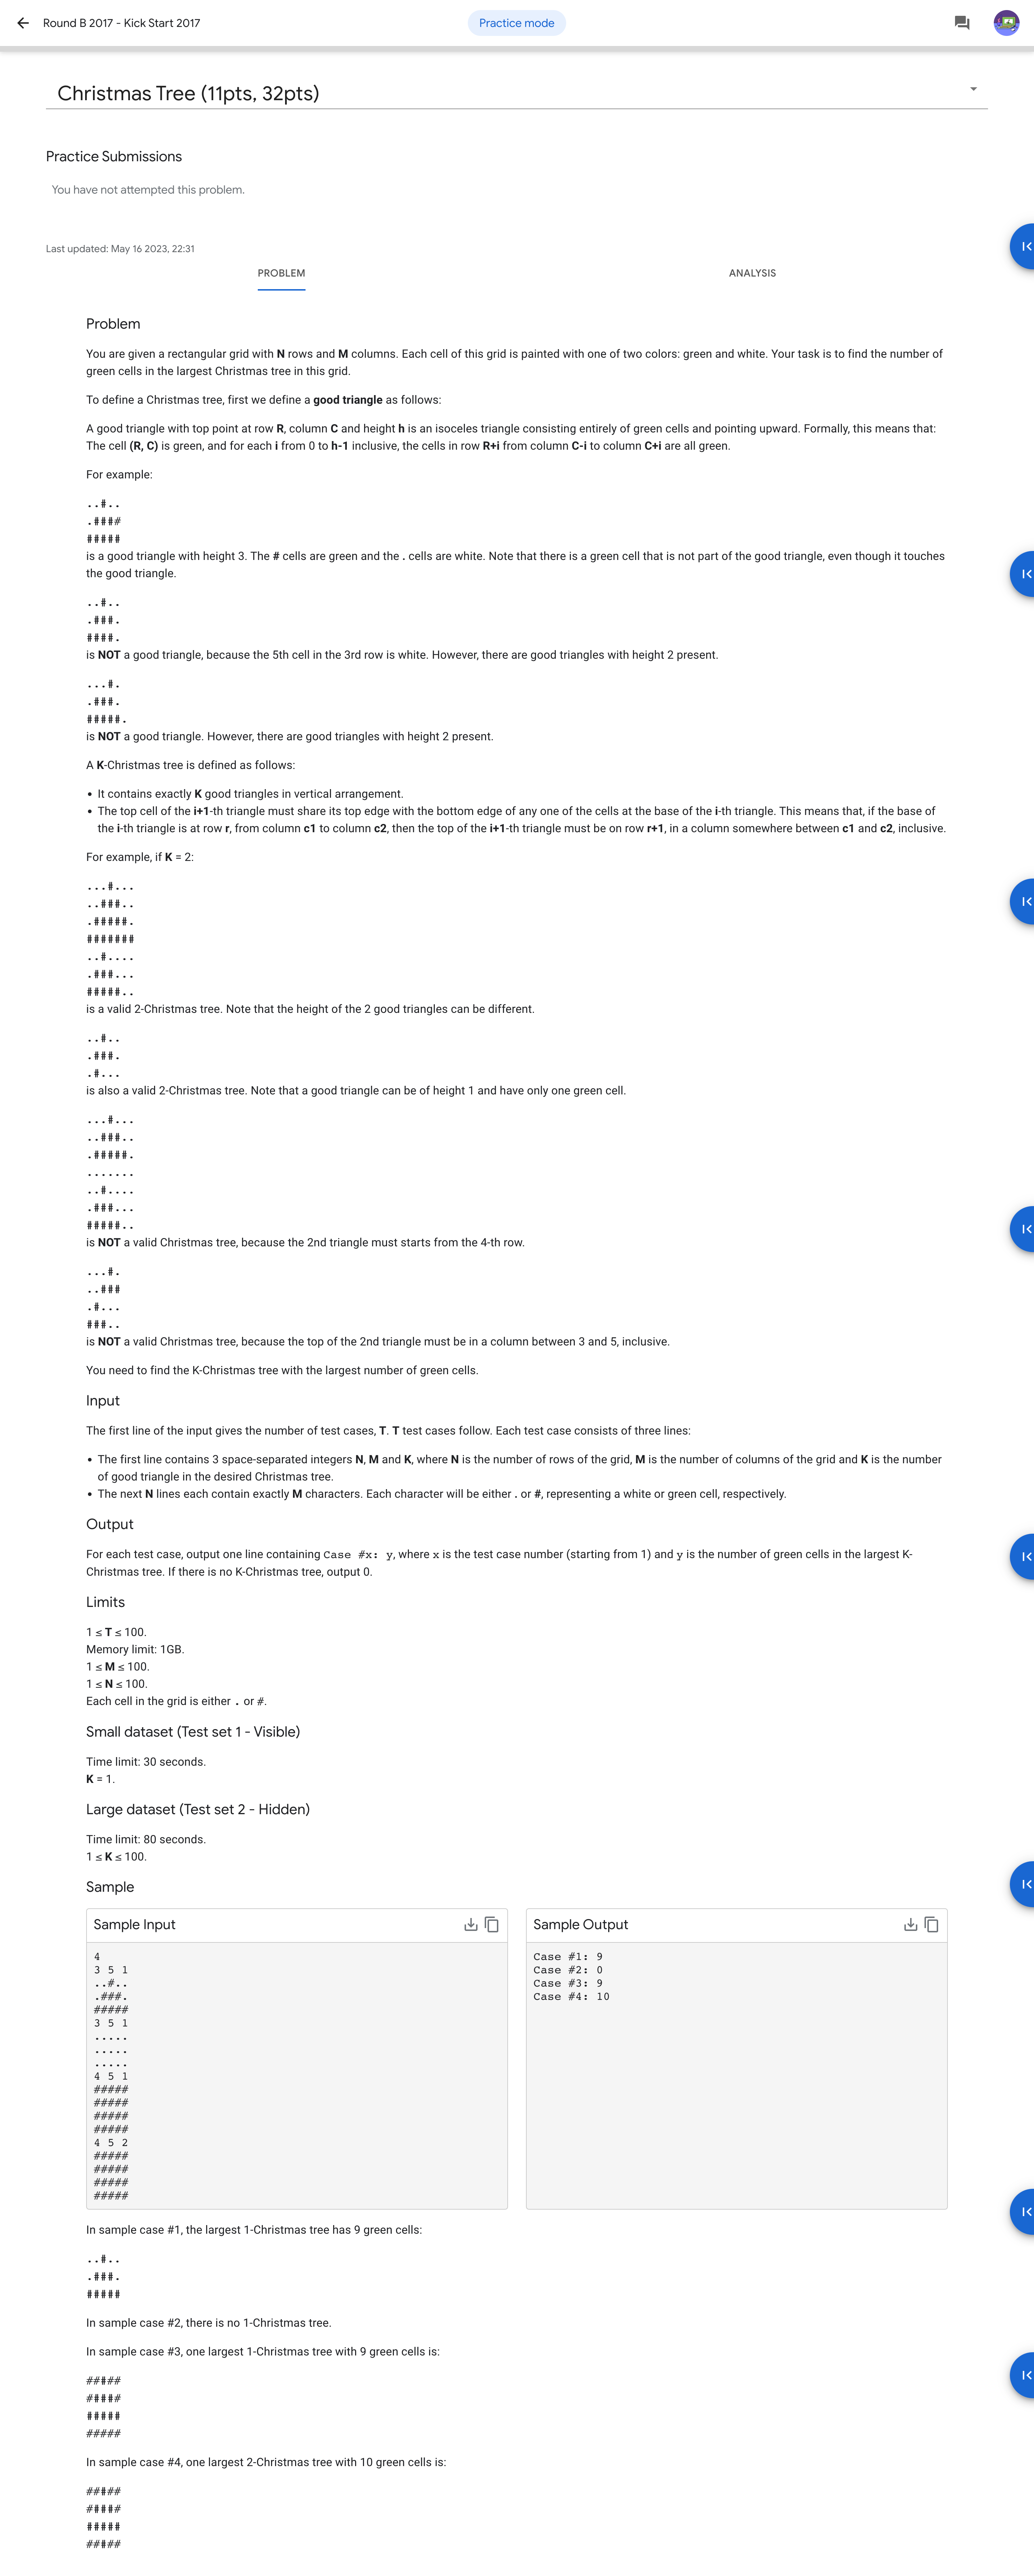 Round B 2017 - Kick Start 2017
Practice mode
Christmas Tree (11pts, 32pts)
Practice Submissions
You have not attempted this problem.
Last updated: May 16 2023, 22:31
PROBLEM
ANALYSIS
Problem
You are given a rectangular grid with N rows and M columns. Each cell of this grid is painted with one of two colors: green and white. Your task is to find the number of
green cells in the largest Christmas tree in this grid.
To define a Christmas tree, first we define a good triangle as follows:
A good triangle with top point at row R, column C and height h is an isoceles triangle consisting entirely of green cells and pointing upward. Formally, this means that:
The cell (R, C) is green, and for each i from 0 to h-1 inclusive, the cells in row R+i from column C-i to column C+i are all green.
For example:
..#..
.####
#####
is a good triangle with height 3. The # cells are green and the . cells are white. Note that there is a green cell that is not part of the good triangle, even though it touches
the good triangle.
..#..
.###.
####.
is NOT a good triangle, because the 5th cell in the 3rd row is white. However, there are good triangles with height 2 present.
...#.
.###.
#####.
is NOT a good triangle. However, there are good triangles with height 2 present.
A K-Christmas tree is defined as follows:
• It contains exactly K good triangles in vertical arrangement.
• The top cell of the i+1-th triangle must share its top edge with the bottom edge of any one of the cells at the base of the i-th triangle. This means that, if the base of
the i-th triangle is at row r, from column c1 to column c2, then the top of the i+1-th triangle must be on row r+1, in a column somewhere between c1 and c2, inclusive.
For example, if K = 2:
...#...
..###..
.#####.
#######
..#....
.###...
#####..
is a valid 2-Christmas tree. Note that the height of the 2 good triangles can be different.
..#..
.###.
.#...
is also a valid 2-Christmas tree. Note that a good triangle can be of height 1 and have only one green cell.
...#...
..###..
.#####.
.......
..#....
.###...
#####..
is NOT a valid Christmas tree, because the 2nd triangle must starts from the 4-th row.
...#.
..###
.#...
###..
is NOT a valid Christmas tree, because the top of the 2nd triangle must be in a column between 3 and 5, inclusive.
You need to find the K-Christmas tree with the largest number of green cells.
Input
The first line of the input gives the number of test cases, T. T test cases follow. Each test case consists of three lines:
• The first line contains 3 space-separated integers N, M and K, where N is the number of rows of the grid, M is the number of columns of the grid and K is the number
of good triangle in the desired Christmas tree.
• The next N lines each contain exactly M characters. Each character will be either . or #, representing a white or green cell, respectively.
Output
For each test case, output one line containing Case #x: y, where x is the test case number (starting from 1) and y is the number of green cells in the largest K-
Christmas tree. If there is no K-Christmas tree, output 0.
Limits
1 ≤ T ≤ 100.
Memory limit: 1GB.
1 ≤ M ≤ 100.
1 ≤ N ≤ 100.
Each cell in the grid is either . or #.
Small dataset (Test set 1 - Visible)
Time limit: 30 seconds.
K = 1.
Large dataset (Test set 2 - Hidden)
Time limit: 80 seconds.
1 ≤ K ≤ 100.
Sample
Sample Input
4
3 5 1
..#..
.###.
#####
3 5 1
.....
.....
.....
4 5 1
#####
#####
#####
#####
4 5 2
#####
#####
#####
#####
Sample Output
Case #1: 9
Case #2: 0
Case #3: 9
Case #4: 10
In sample case #1, the largest 1-Christmas tree has 9 green cells:
..#..
.###.
#####
In sample case #2, there is no 1-Christmas tree.
In sample case #3, one largest 1-Christmas tree with 9 green cells is:
#####
#####
#####
#####
In sample case #4, one largest 2-Christmas tree with 10 green cells is:
#####
#####
#####
#####